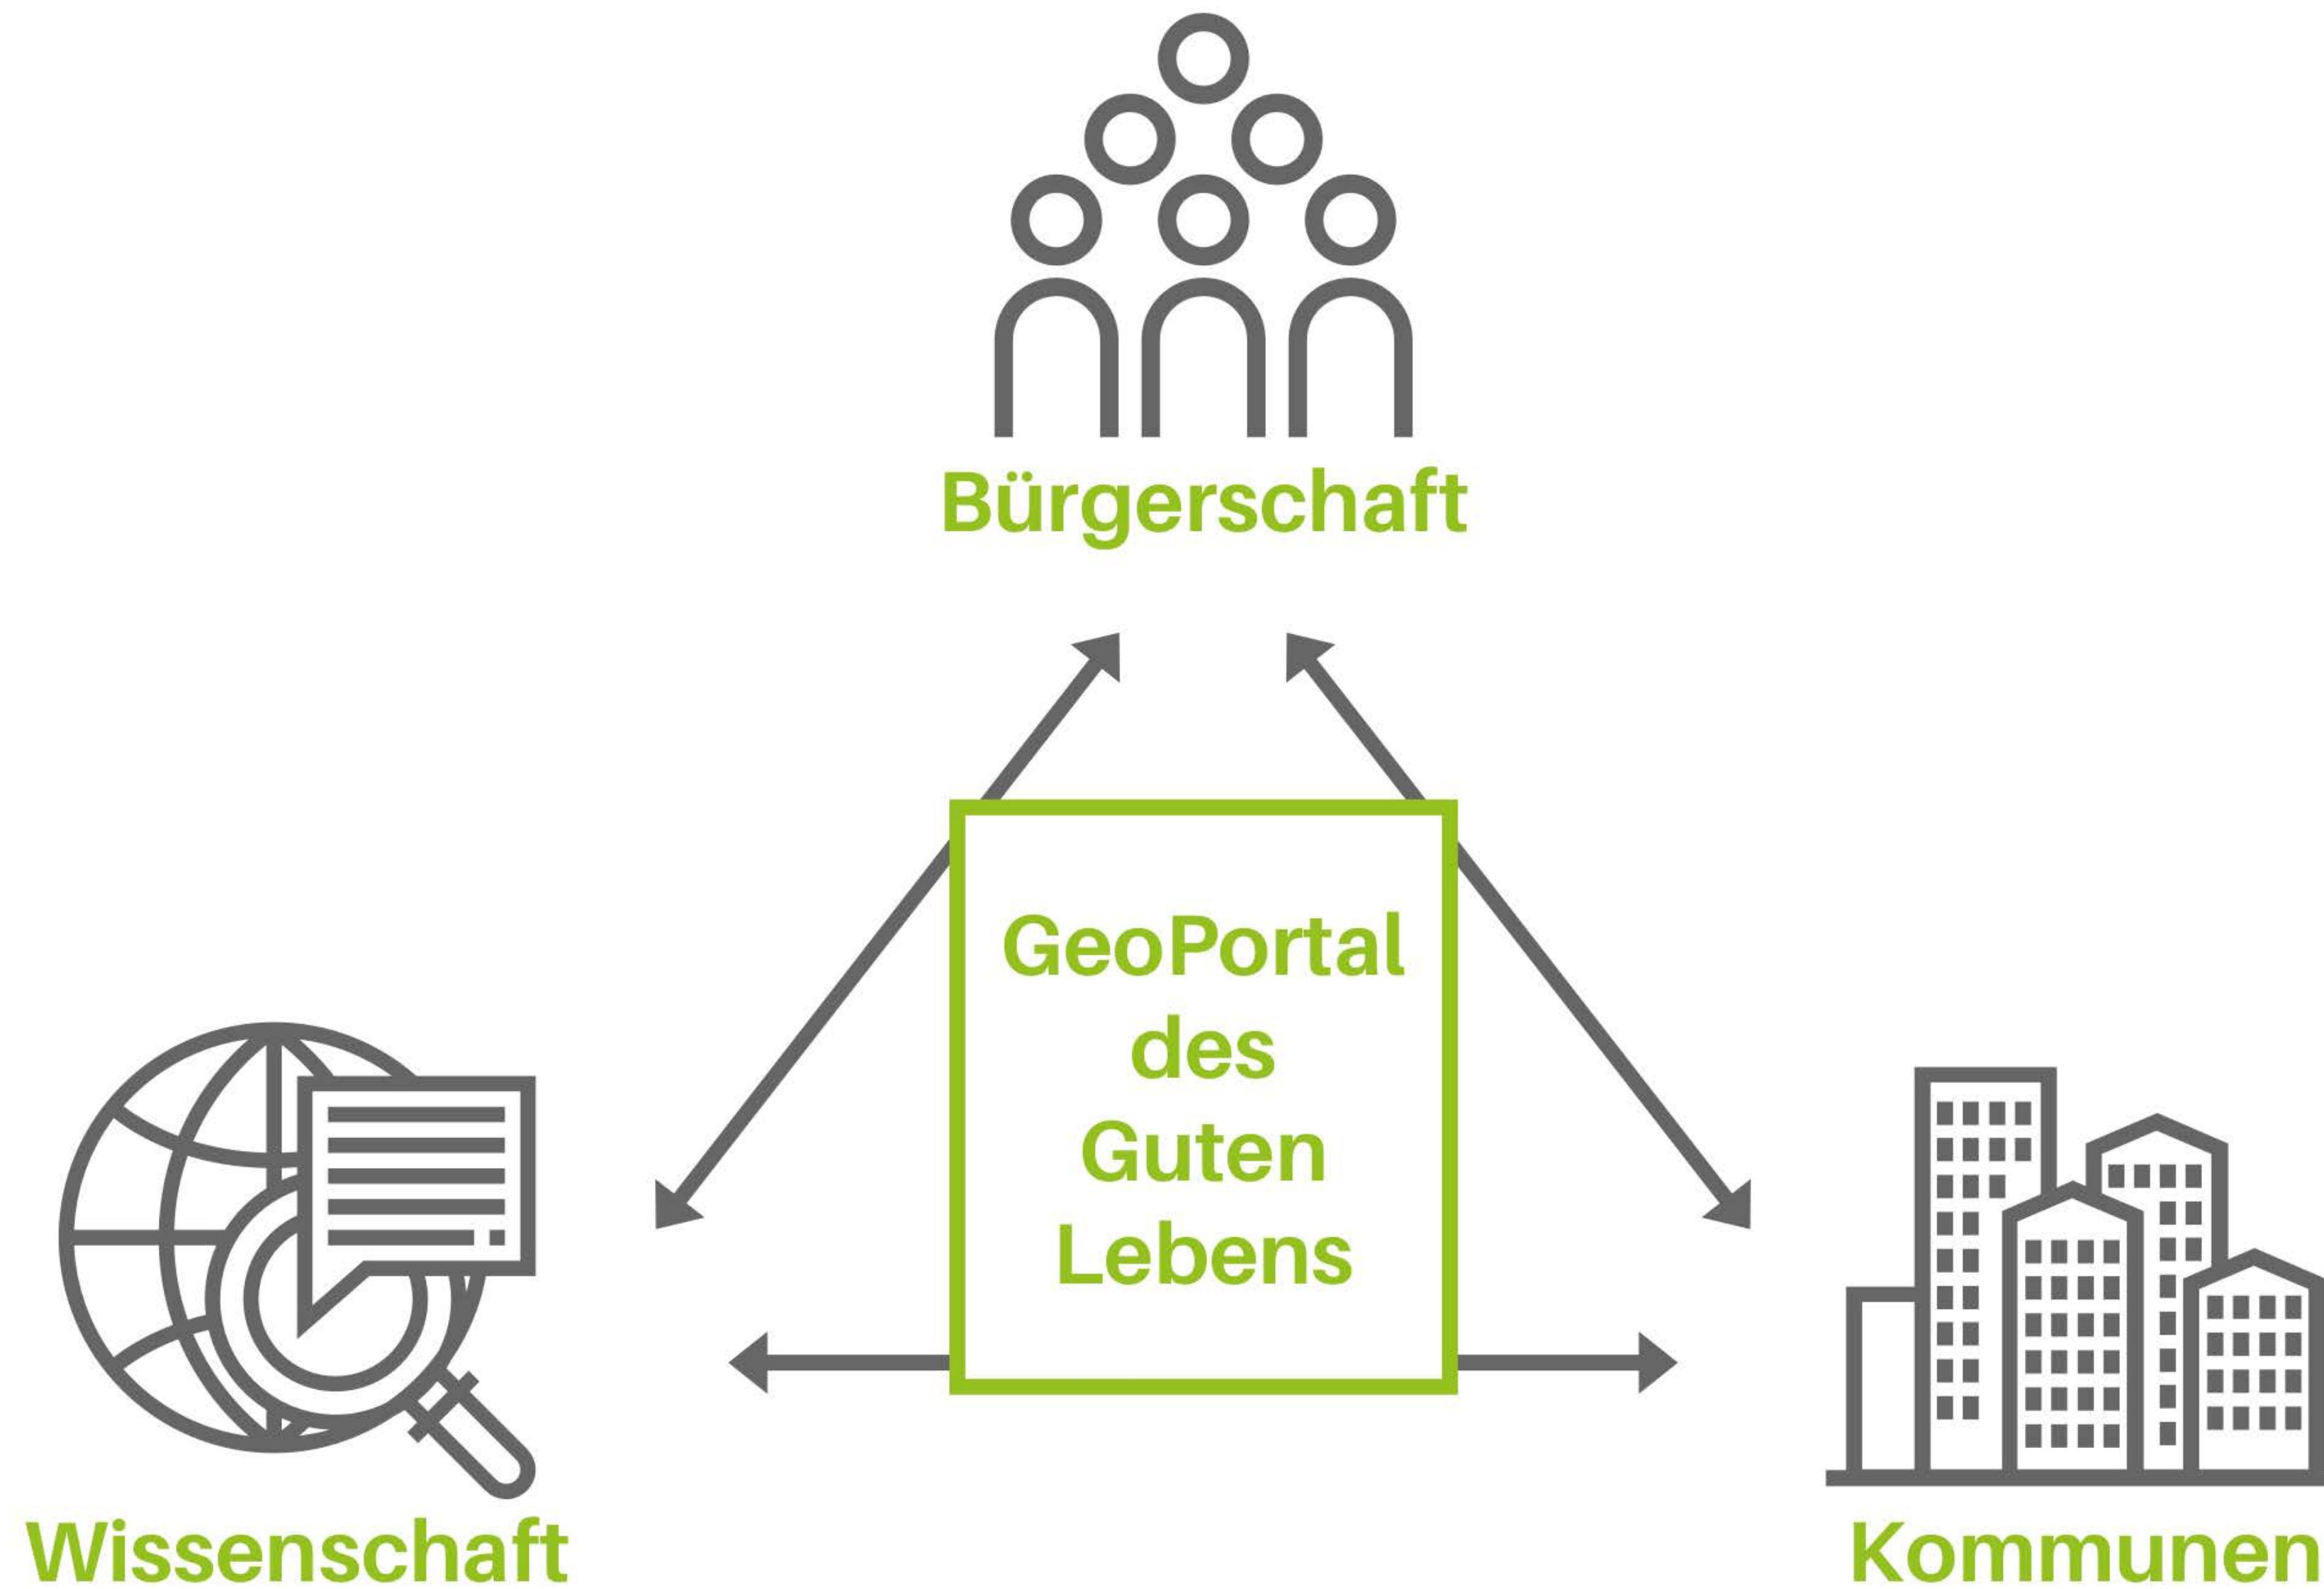 Bürgerschaft
GeoPortal
des
Guten
Lebens
Wissenschaft
Kommunen